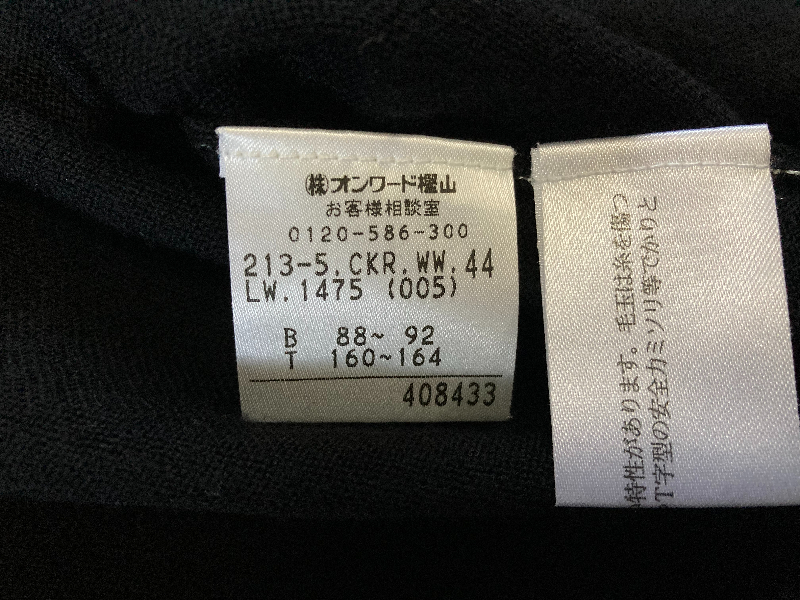 ㈱オンワード樫山
お客様相談室
0120-586-300
213-5.CKR.WW.44
LW.1475 (005)
B 88~ 92
T 160~164
408433
特性があります。毛玉は糸を傷つ
T字型の安全カミソリ等でかりと